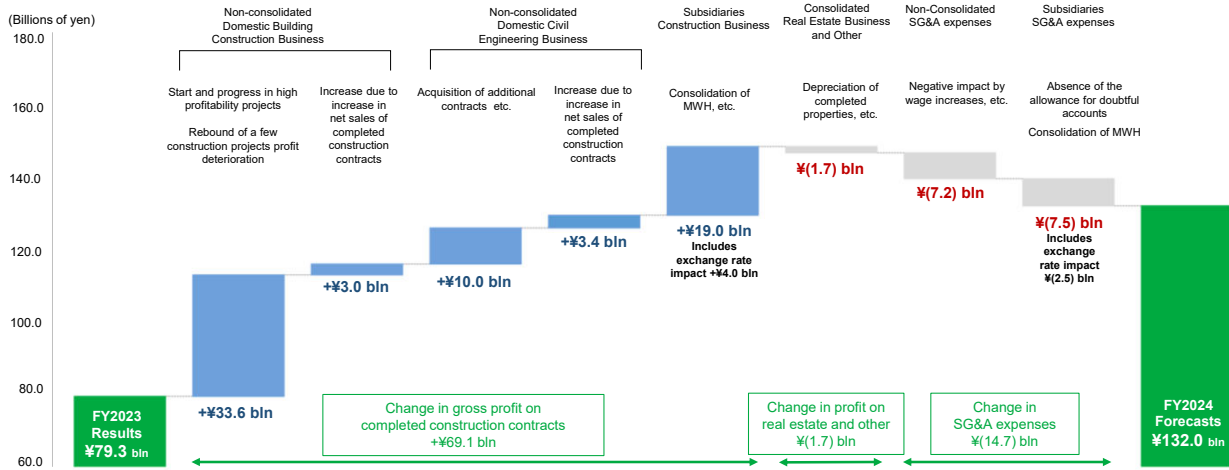 (Billions of yen)
180.0
160.0
140.0
120.0
100.0
80.0
60.0
Non-consolidated
Domestic Building
Construction Business
Start and progress in high
profitability projects
Rebound of a few
construction projects profit
deterioration
Increase due to
increase in
net sales of
completed
construction
contracts
Non-consolidated
Domestic Civil
Engineering Business
Acquisition of additional
contracts etc.
Increase due to
increase in
net sales of
completed
construction
contracts
Subsidiaries
Construction Business
Consolidation of
MWH, etc.
Consolidated
Real Estate Business
and Other
Depreciation of
completed
properties, etc.
Non-Consolidated
SG&A expenses
Negative impact by
wage increases, etc.
Subsidiaries
SG&A expenses
Absence of the
allowance for doubtful
accounts
Consolidation of MWH
FY2023
Results
¥79.3 bln
+¥33.6 bln
+¥3.0 bln
+¥10.0 bln
+¥3.4 bln
+¥19.0 bln
Includes
exchange rate
impact +¥4.0 bln
¥(1.7) bln
¥(7.2) bln
¥(7.5) bln
Includes
exchange
rate impact
¥(2.5) bln
FY2024
Forecasts
¥132.0 bln
Change in gross profit on
completed construction contracts
+¥69.1 bln
Change in profit on
real estate and other
¥(1.7) bln
Change in
SG&A expenses
¥(14.7) bln